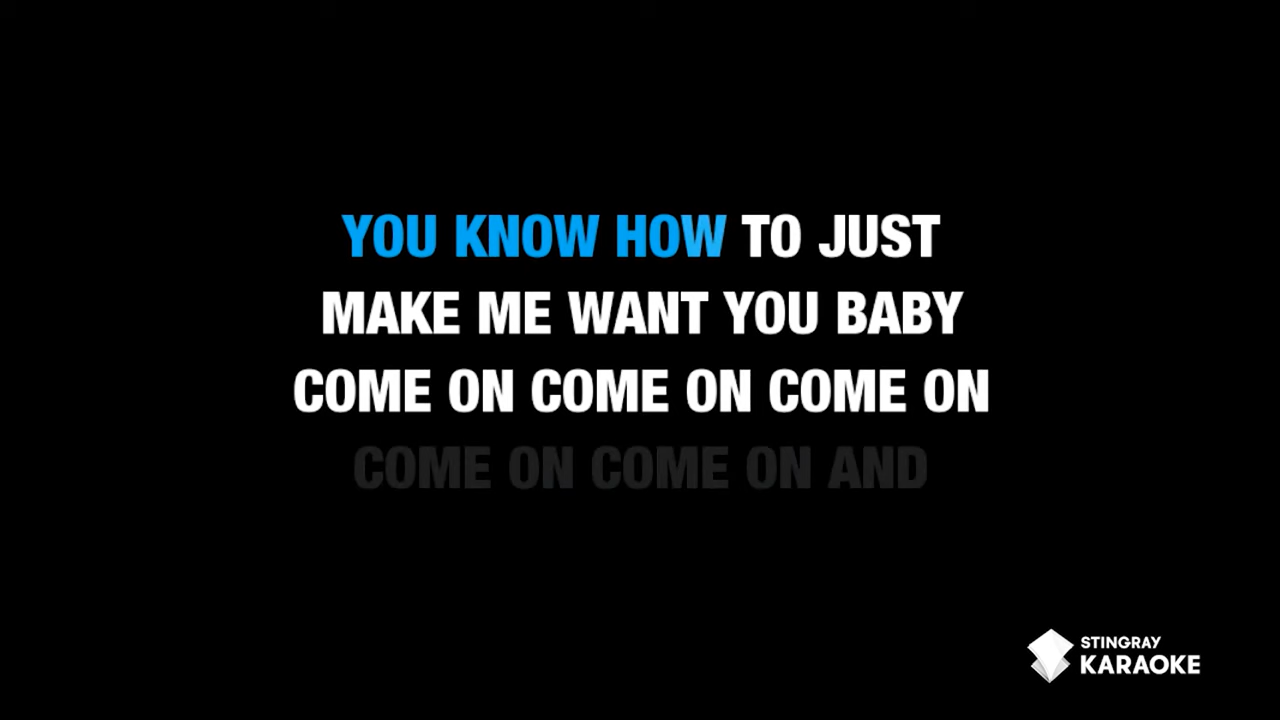 YOU KNOW HOW TO JUST
MAKE ME WANT YOU BABY
COME ON COME ON COME ON
COME ON COME ON AND
STINGRAY
KARAOKE